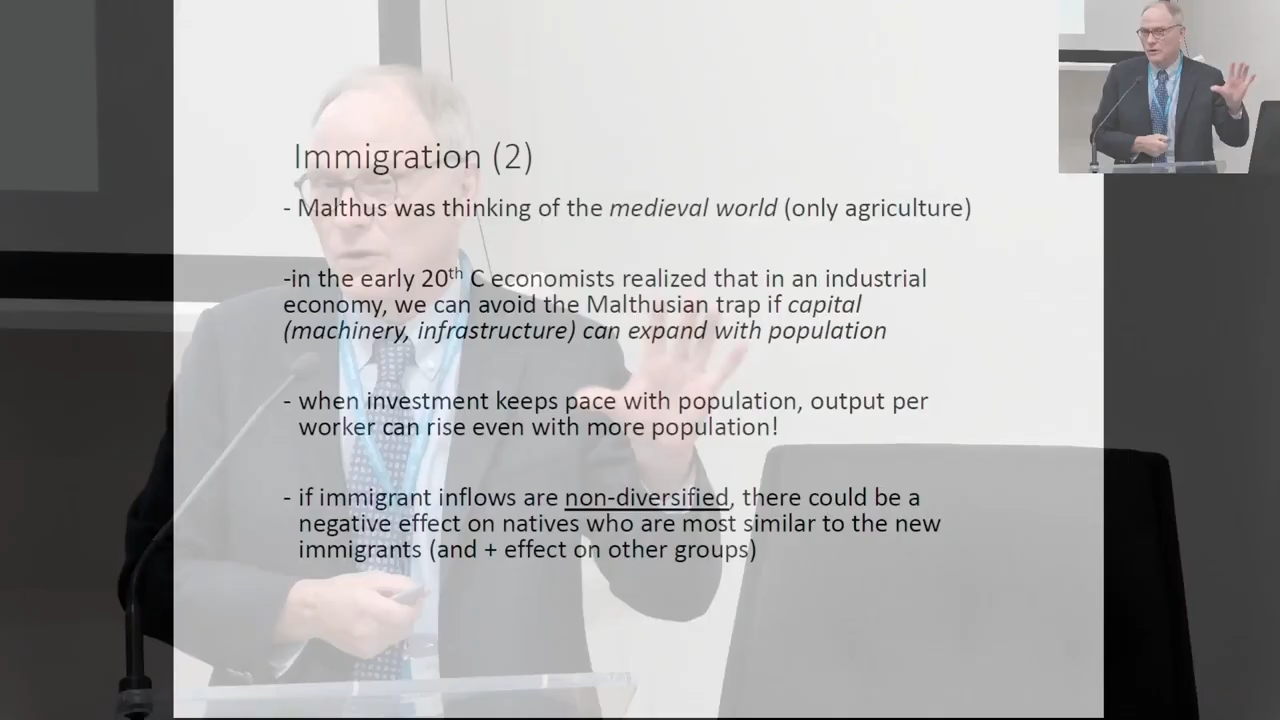 Immigration (2)
- Malthus was thinking of the medieval world (only agriculture)
-in the early 20th C economists realized that in an industrial
economy, we can avoid the Malthusian trap if capital
(machinery, infrastructure) can expand with population
- when investment keeps pace with population, output per
worker can rise even with more population!
- if immigrant inflows are non-diversified, there could be a
negative effect on natives who are most similar to the new
immigrants (and + effect on other groups)